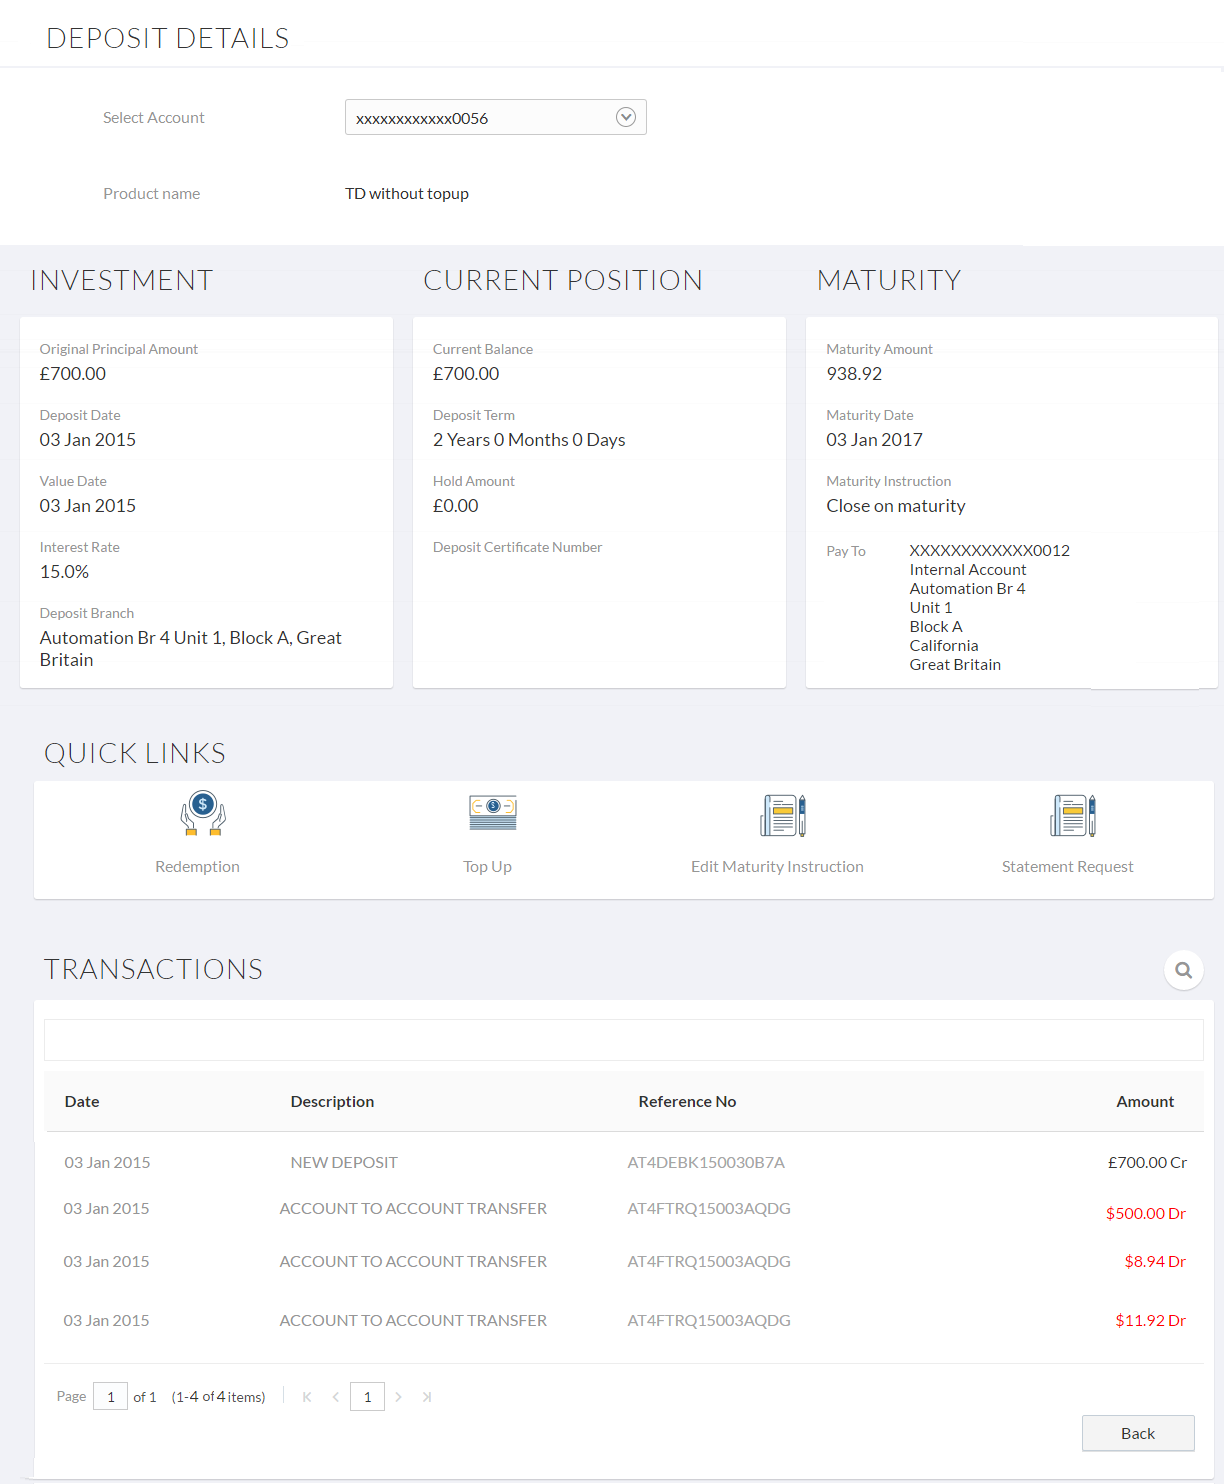 DEPOSIT DETAILS
Select Account
xxxxxxxxxxxx0056
Product name
TD without topup
INVESTMENT
Original Principal Amount
£700.00
Deposit Date
03 Jan 2015
Value Date
03 Jan 2015
Interest Rate
15.0%
Deposit Branch
Automation Br 4 Unit 1, Block A, Great
Britain
CURRENT POSITION
Current Balance
£700.00
Deposit Term
2 Years 0 Months 0 Days
Hold Amount
£0.00
Deposit Certificate Number
MATURITY
Maturity Amount
938.92
Maturity Date
03 Jan 2017
Maturity Instruction
Close on maturity
Pay To
XXXXXXXXXXXX0012
Internal Account
Automation Br 4
Unit 1
Block A
California
Great Britain
QUICK LINKS
Redemption
Top Up
Edit Maturity Instruction
Statement Request
TRANSACTIONS
Date Description Reference No Amount
03 Jan 2015 NEW DEPOSIT AT4DEBK150030B7A £700.00 Cr
03 Jan 2015 ACCOUNT TO ACCOUNT TRANSFER AT4FTRQ15003AQDG $500.00 Dr
03 Jan 2015 ACCOUNT TO ACCOUNT TRANSFER AT4FTRQ15003AQDG $8.94 Dr
03 Jan 2015 ACCOUNT TO ACCOUNT TRANSFER AT4FTRQ15003AQDG $11.92 Dr
Page 1 of 1 (1-4 of 4 items) 1
Back